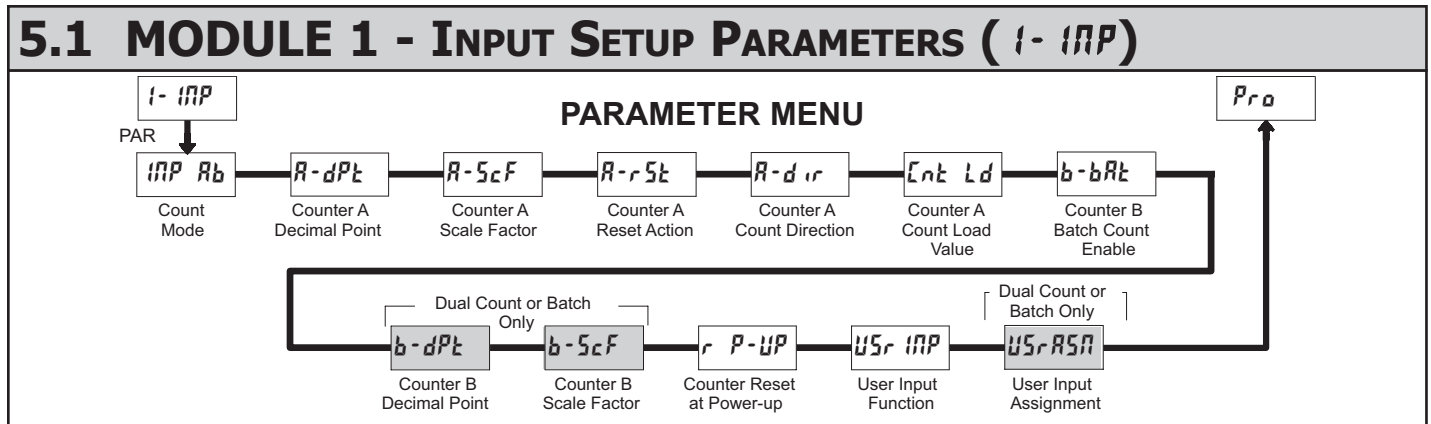 5.1 MODULE 1 - INPUT SETUP PARAMETERS (1-INP)
1-INP
PARAMETER MENU
Pro
PAR
INP Ab
A-dPt
A-ScF
A-rSt
A-dir
Cnt Ld
b-bAt
Count Mode
Counter A Decimal Point
Counter A Scale Factor
Counter A Reset Action
Counter A Count Direction
Counter A Count Load Value
Counter B Batch Count Enable
Dual Count or Batch Only
Dual Count or Batch Only
b-dPt
b-ScF
r P-UP
USr INP
USrASN
Counter B Decimal Point
Counter B Scale Factor
Counter Reset at Power-up
User Input Function
User Input Assignment